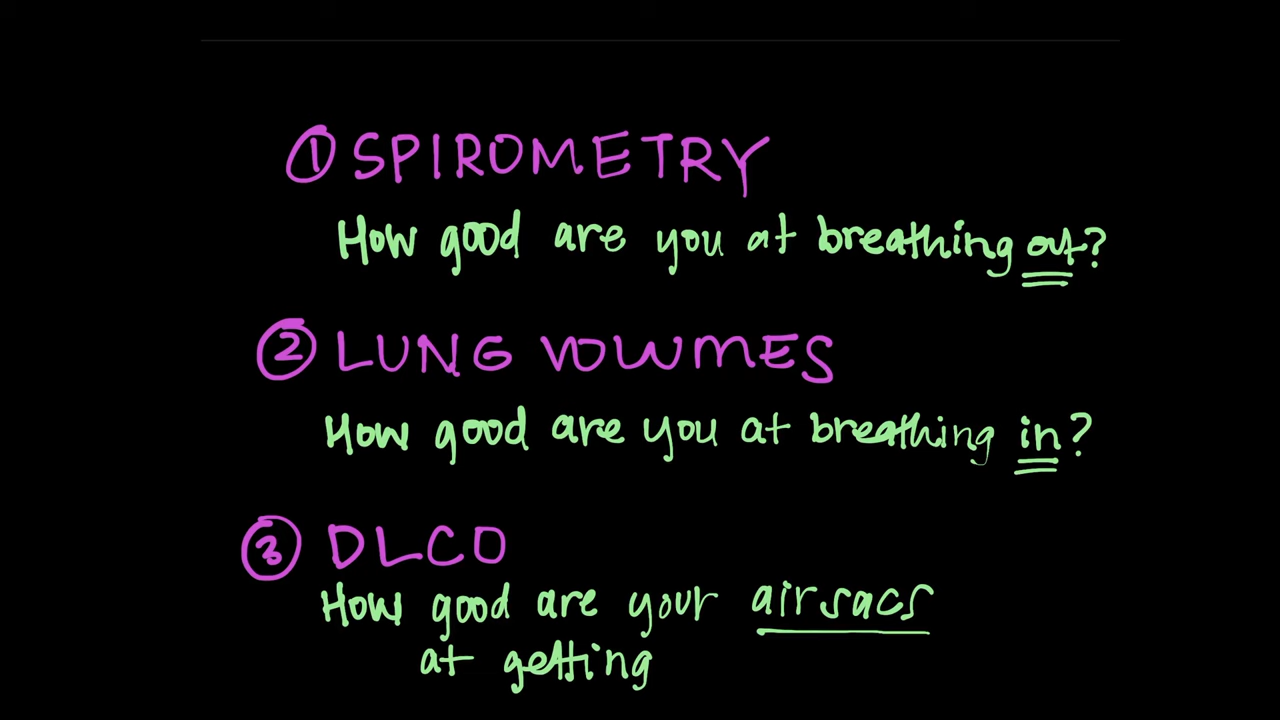 ① SPIROMETRY
How good are you at breathing out?
② LUNG VOLUMES
How good are you at breathing in?
③ DLCO
How good are your airsacs
at getting